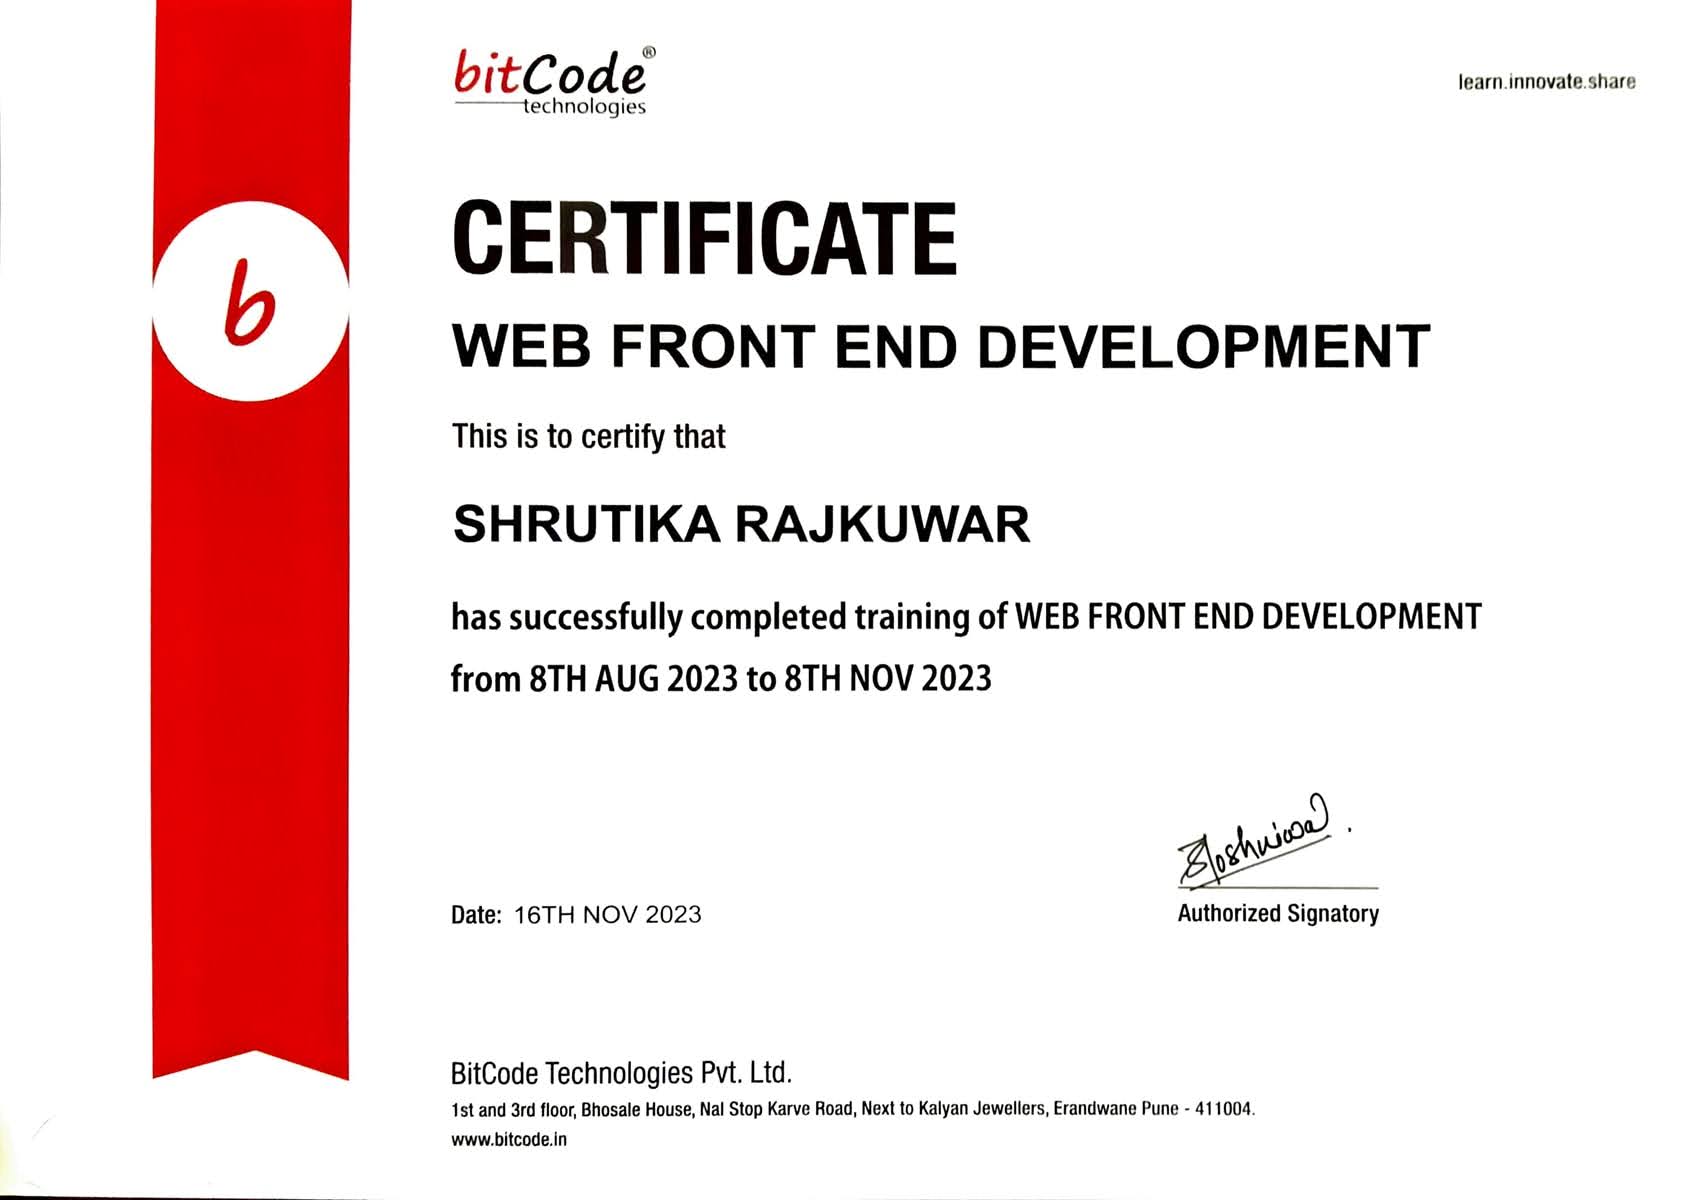 bitCode®
technologies
learn.innovate.share
b
CERTIFICATE
WEB FRONT END DEVELOPMENT
This is to certify that
SHRUTIKA RAJKUWAR
has successfully completed training of WEB FRONT END DEVELOPMENT
from 8TH AUG 2023 to 8TH NOV 2023
Date: 16TH NOV 2023
Authorized Signatory
BitCode Technologies Pvt. Ltd.
1st and 3rd floor, Bhosale House, Nal Stop Karve Road, Next to Kalyan Jewellers, Erandwane Pune - 411004.
www.bitcode.in